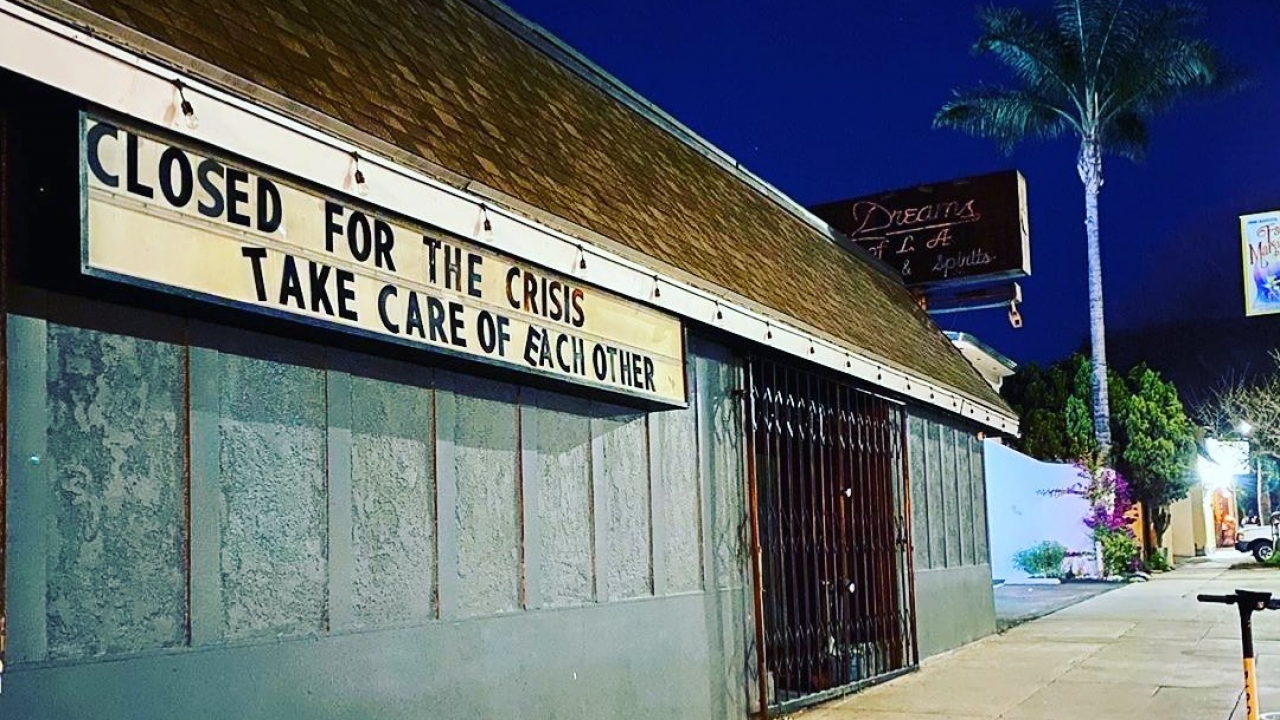 CLOSED FOR THE CRISIS
TAKE CARE OF EACH OTHER
Dreams
of L A
& Spirits